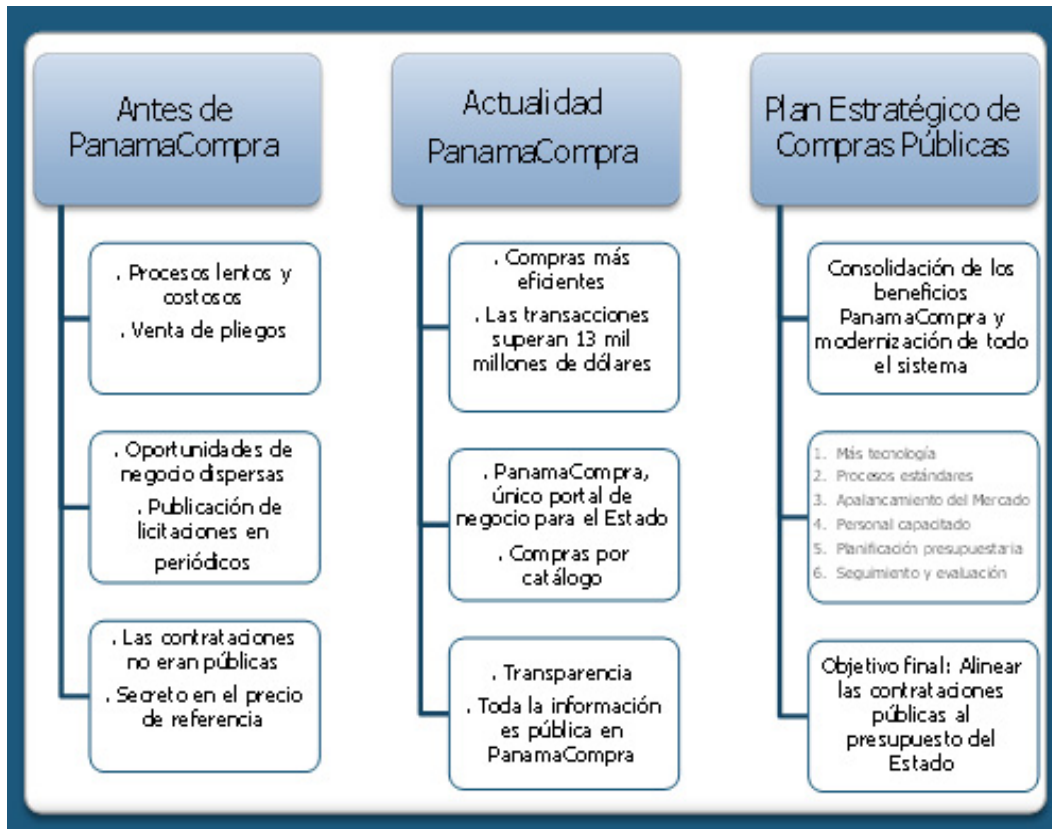 Antes de
PanamaCompra
. Procesos lentos y
costosos
. Venta de pliegos
. Oportunidades de
negocio dispersas
. Publicación de
licitaciones en
periódicos
. Las contrataciones
no eran públicas
. Secreto en el precio
de referencia
Actualidad
PanamaCompra
. Compras más
eficientes
. Las transacciones
superan 13 mil
millones de dólares
. PanamaCompra,
único portal de
negocio para el Estado
. Compras por
catálogo
. Transparencia
. Toda la información
es pública en
PanamaCompra
Plan Estratégico de
Compras Públicas
Consolidación de los
beneficios
PanamaCompra y
modernización de todo
el sistema
1. Más tecnología
2. Procesos estándares
3. Apalancamiento del Mercado
4. Personal capacitado
5. Planificación presupuestaria
6. Seguimiento y evaluación
Objetivo final: Alinear
las contrataciones
públicas al
presupuesto del
Estado